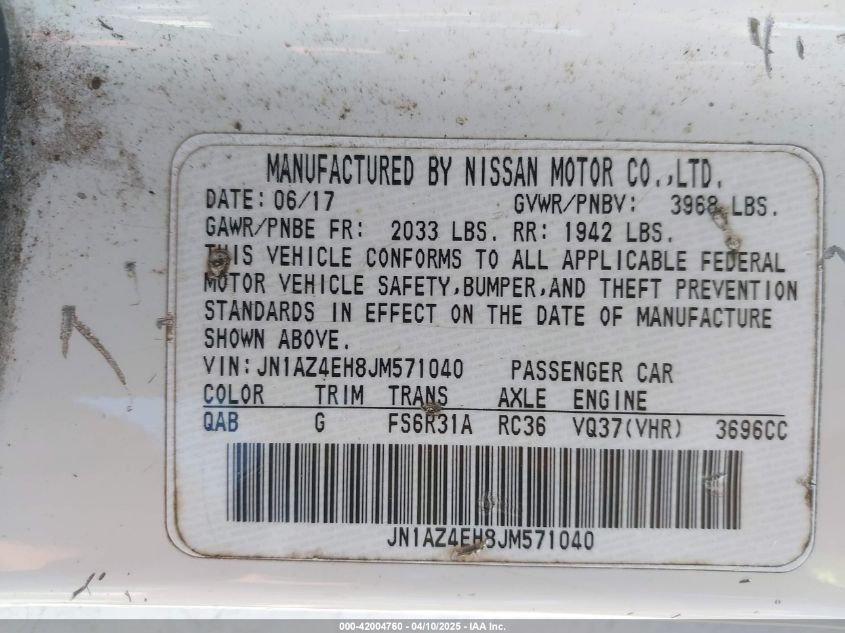 MANUFACTURED BY NISSAN MOTOR CO.,LTD.
DATE: 06/17 GVWR/PNBV: 3968 LBS.
GAWR/PNBE FR: 2033 LBS. RR: 1942 LBS.
THIS VEHICLE CONFORMS TO ALL APPLICABLE FEDERAL
MOTOR VEHICLE SAFETY,BUMPER,AND THEFT PREVENTION
STANDARDS IN EFFECT ON THE DATE OF MANUFACTURE
SHOWN ABOVE.
VIN: JN1AZ4EH8JM571040 PASSENGER CAR
COLOR TRIM TRANS AXLE ENGINE
QAB G FS6R31A RC36 VQ37(VHR) 3696CC
JN1AZ4EH8JM571040
000-42004760 - 04/10/2025 - IAA Inc.